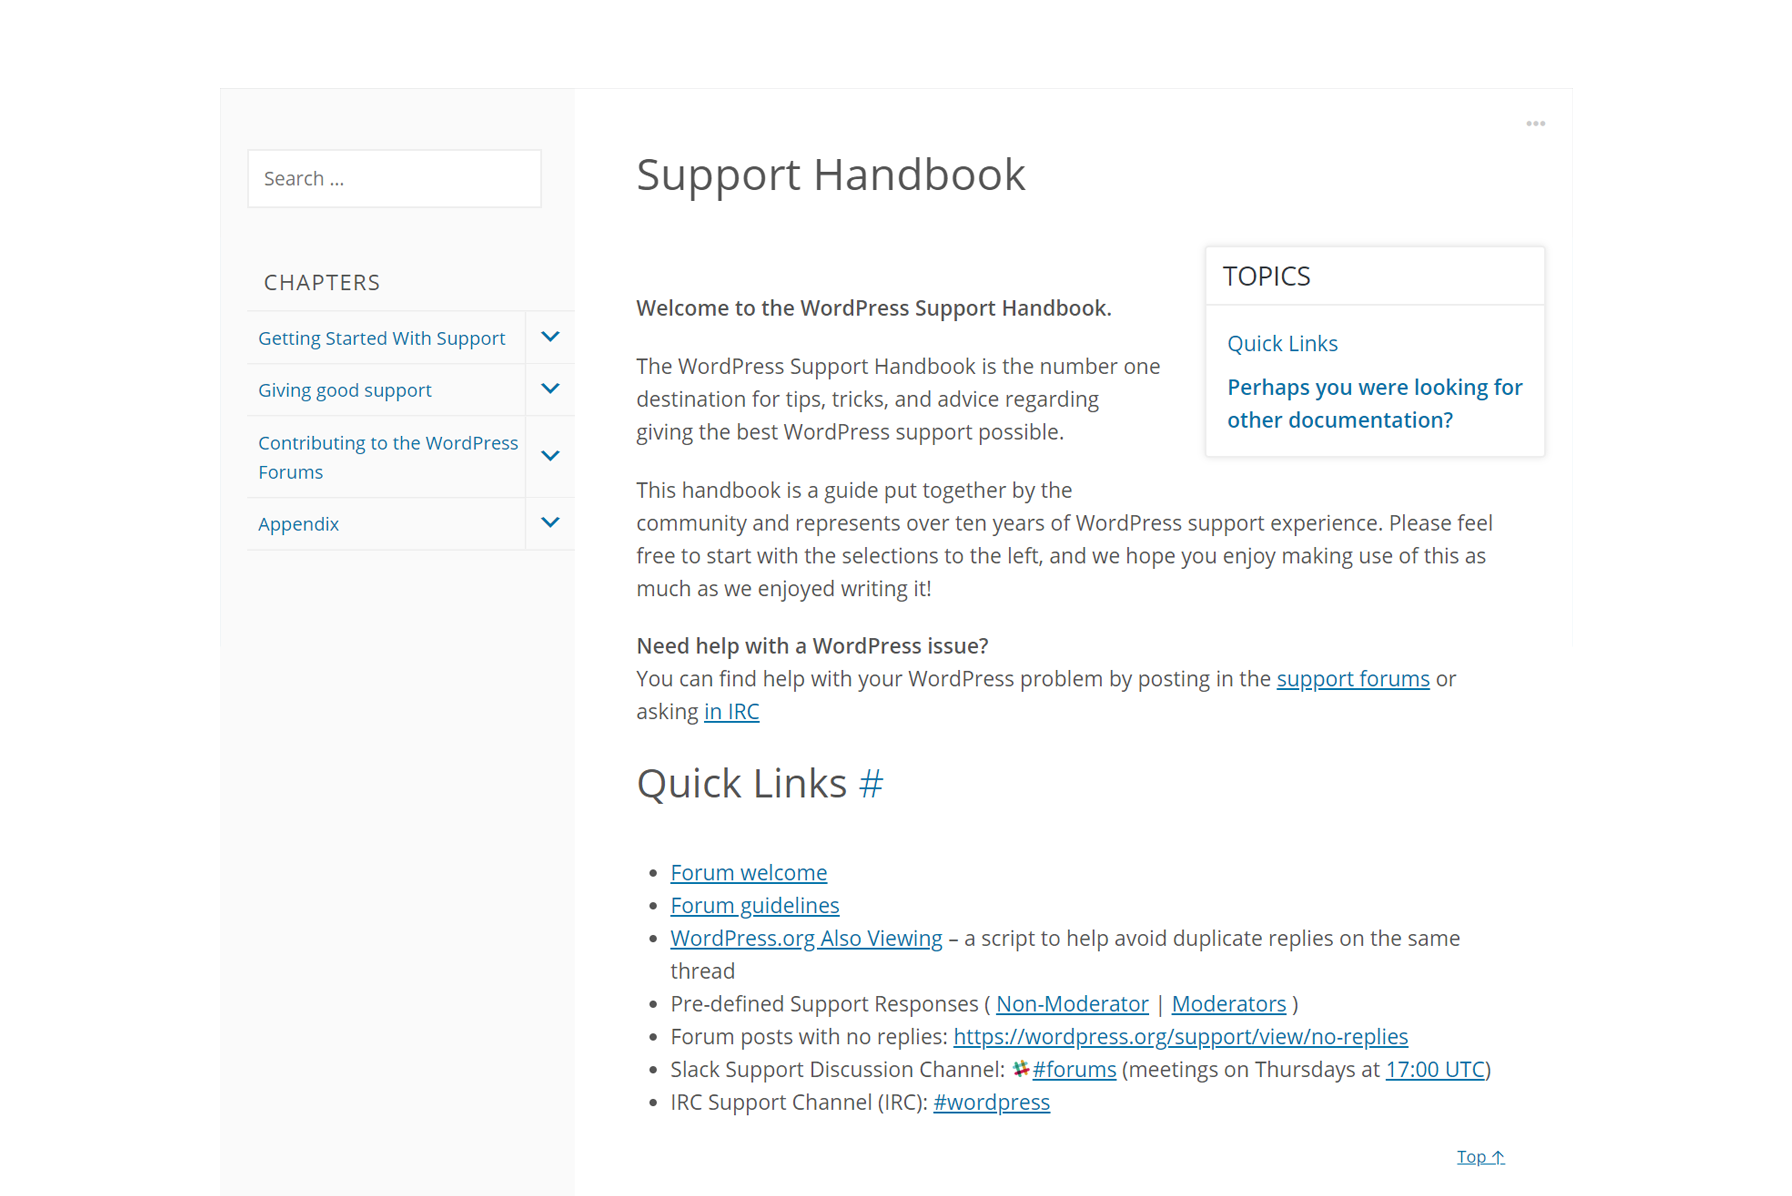 Search ...
CHAPTERS
Getting Started With Support
Giving good support
Contributing to the WordPress
Forums
Appendix
Support Handbook
TOPICS
Quick Links
Perhaps you were looking for
other documentation?
Welcome to the WordPress Support Handbook.
The WordPress Support Handbook is the number one
destination for tips, tricks, and advice regarding
giving the best WordPress support possible.
This handbook is a guide put together by the
community and represents over ten years of WordPress support experience. Please feel
free to start with the selections to the left, and we hope you enjoy making use of this as
much as we enjoyed writing it!
Need help with a WordPress issue?
You can find help with your WordPress problem by posting in the support forums or
asking in IRC
Quick Links #
• Forum welcome
• Forum guidelines
• WordPress.org Also Viewing – a script to help avoid duplicate replies on the same
thread
• Pre-defined Support Responses ( Non-Moderator | Moderators )
• Forum posts with no replies: https://wordpress.org/support/view/no-replies
• Slack Support Discussion Channel: #forums (meetings on Thursdays at 17:00 UTC)
• IRC Support Channel (IRC): #wordpress
Top ↑